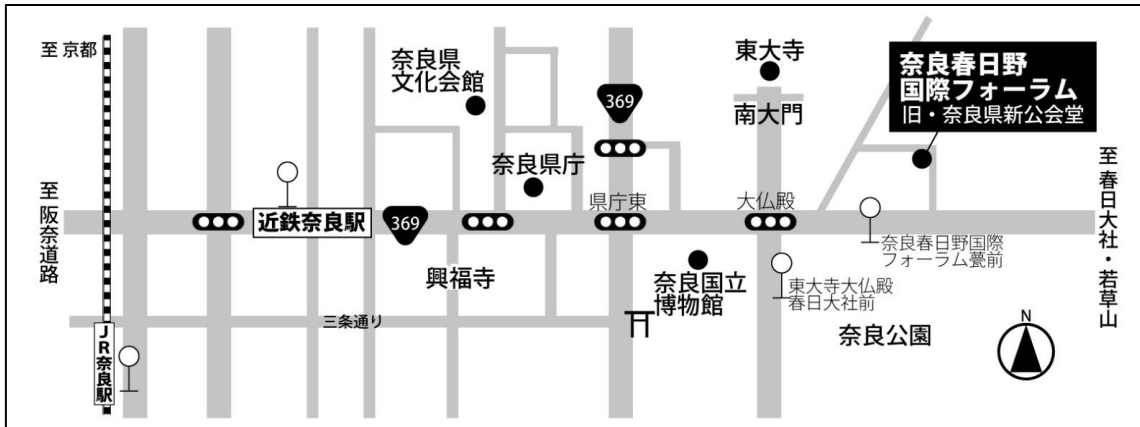 至 京都
奈良県
文化会館
369
東大寺
南大門
奈良春日野
国際フォーラム
旧・奈良県新公会堂
奈良県庁
至 阪奈道路
近鉄奈良駅
369
県庁東
大仏殿
至 春日大社・若草山
奈良春日野国際
フォーラム甍前
興福寺
奈良国立
博物館
東大寺大仏殿
春日大社前
三条通り
奈良公園
N
JR奈良駅